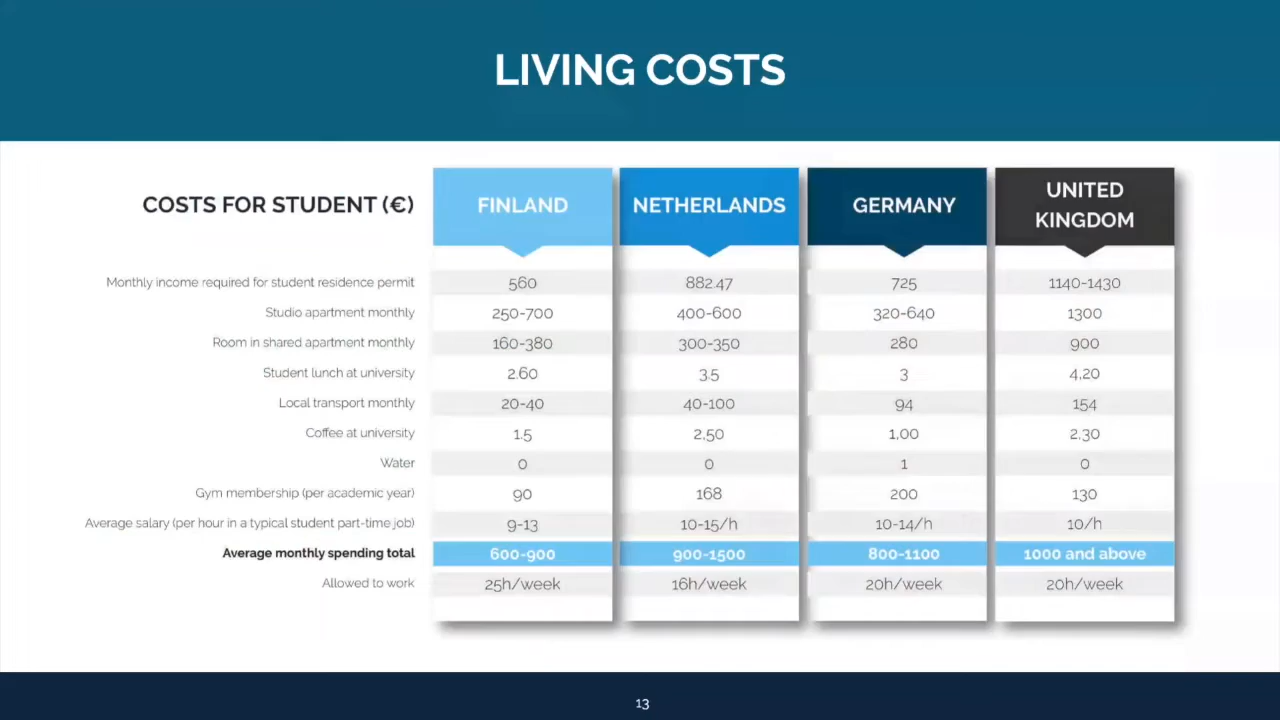 LIVING COSTS
COSTS FOR STUDENT (€) FINLAND NETHERLANDS GERMANY UNITED KINGDOM
Monthly income required for student residence permit 560 882.47 725 1140-1430
Studio apartment monthly 250-700 400-600 320-640 1300
Room in shared apartment monthly 160-380 300-350 280 900
Student lunch at university 2.60 3.5 3 4,20
Local transport monthly 20-40 40-100 94 154
Coffee at university 1.5 2,50 1,00 2,30
Water 0 0 1 0
Gym membership (per academic year) 90 168 200 130
Average salary (per hour in a typical student part-time job) 9-13 10-15/h 10-14/h 10/h
Average monthly spending total 600-900 900-1500 800-1100 1000 and above
Allowed to work 25h/week 16h/week 20h/week 20h/week
13